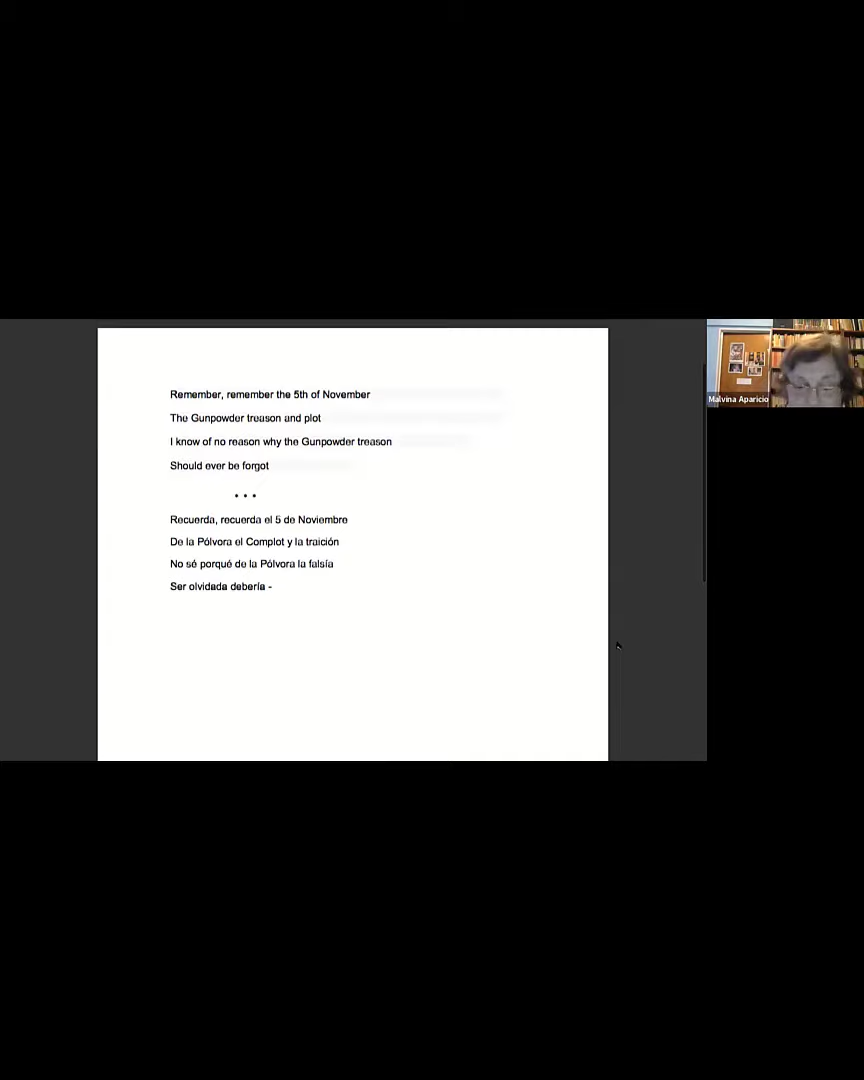 Remember, remember the 5th of November
The Gunpowder treason and plot
I know of no reason why the Gunpowder treason
Should ever be forgot
• • •
Recuerda, recuerda el 5 de Noviembre
De la Pólvora el Complot y la traición
No sé porqué de la Pólvora la falsía
Ser olvidada debería -
Malvina Aparicio